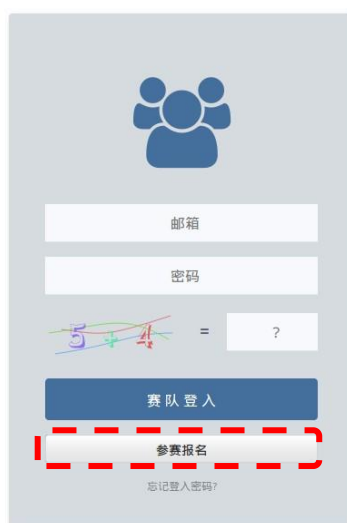 邮箱
密码
5 + 4 = ?
赛队登入
参赛报名
忘记登入密码?